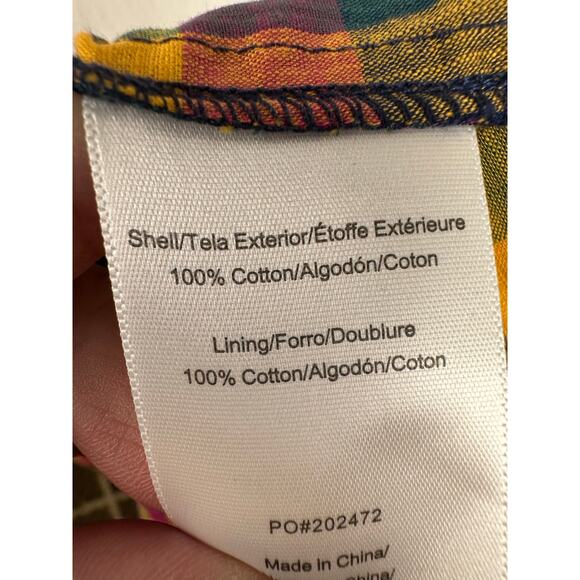 Shell/Tela Exterior/Étoffe Extérieure
100% Cotton/Algodón/Coton
Lining/Forro/Doublure
100% Cotton/Algodón/Coton
PO#202472
Made in China/
China/